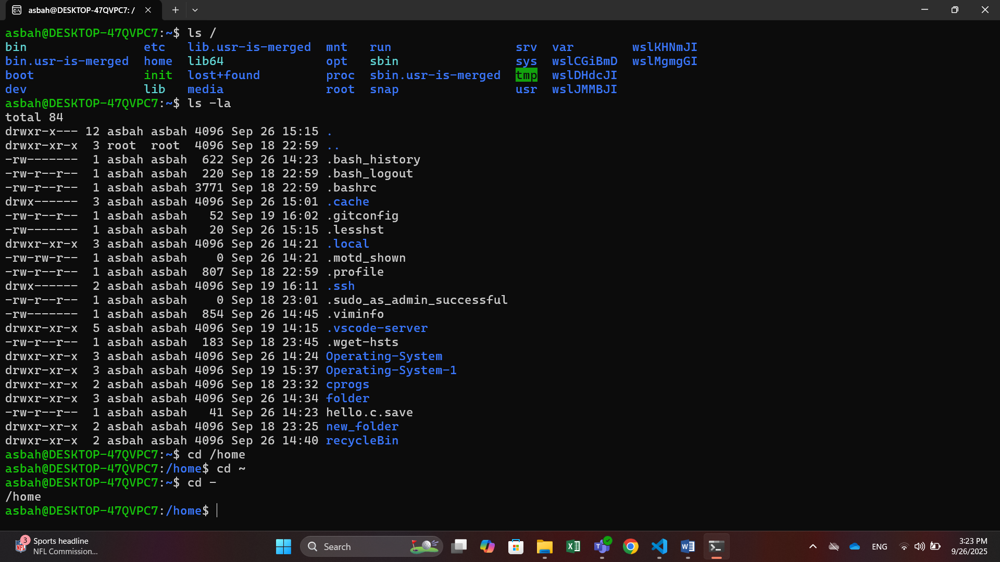 asbah@DESKTOP-47QVPC7: /
asbah@DESKTOP-47QVPC7:~$ ls /
bin                 etc   lib.usr-is-merged  mnt   run                 srv  var        wslKHNmJI
bin.usr-is-merged  home  lib64              opt   sbin                sys  wslCGiBmD  wslMgmgGI
boot               init  lost+found         proc  sbin.usr-is-merged  tmp  wslDHdcJI
dev                lib   media              root  snap                usr  wslJMMBJI
asbah@DESKTOP-47QVPC7:~$ ls -la
total 84
drwxr-x--- 12 asbah asbah 4096 Sep 26 15:15 .
drwxr-xr-x  3 root  root  4096 Sep 18 22:59 ..
-rw-------  1 asbah asbah  622 Sep 26 14:23 .bash_history
-rw-r--r--  1 asbah asbah  220 Sep 18 22:59 .bash_logout
-rw-r--r--  1 asbah asbah 3771 Sep 18 22:59 .bashrc
drwx------  3 asbah asbah 4096 Sep 26 15:01 .cache
-rw-r--r--  1 asbah asbah   52 Sep 19 16:02 .gitconfig
-rw-------  1 asbah asbah   20 Sep 26 15:15 .lesshst
drwxr-xr-x  3 asbah asbah 4096 Sep 26 14:21 .local
-rw-rw-r--  1 asbah asbah    0 Sep 26 14:21 .motd_shown
-rw-r--r--  1 asbah asbah  807 Sep 18 22:59 .profile
drwx------  2 asbah asbah 4096 Sep 19 16:11 .ssh
-rw-r--r--  1 asbah asbah    0 Sep 18 23:01 .sudo_as_admin_successful
-rw-------  1 asbah asbah  854 Sep 26 14:45 .viminfo
drwxr-xr-x  5 asbah asbah 4096 Sep 19 14:15 .vscode-server
-rw-r--r--  1 asbah asbah  183 Sep 18 23:45 .wget-hsts
drwxr-xr-x  3 asbah asbah 4096 Sep 26 14:24 Operating-System
drwxr-xr-x  3 asbah asbah 4096 Sep 19 15:37 Operating-System-1
drwxr-xr-x  2 asbah asbah 4096 Sep 18 23:32 cprogs
drwxr-xr-x  3 asbah asbah 4096 Sep 26 14:34 folder
-rw-r--r--  1 asbah asbah   41 Sep 26 14:23 hello.c.save
drwxr-xr-x  2 asbah asbah 4096 Sep 18 23:25 new_folder
drwxr-xr-x  2 asbah asbah 4096 Sep 26 14:40 recycleBin
asbah@DESKTOP-47QVPC7:~$ cd /home
asbah@DESKTOP-47QVPC7:/home$ cd ~
asbah@DESKTOP-47QVPC7:~$ cd -
/home
asbah@DESKTOP-47QVPC7:/home$
3 Sports headline
NFL Commission...
Search
ENG
3:23 PM
9/26/2025